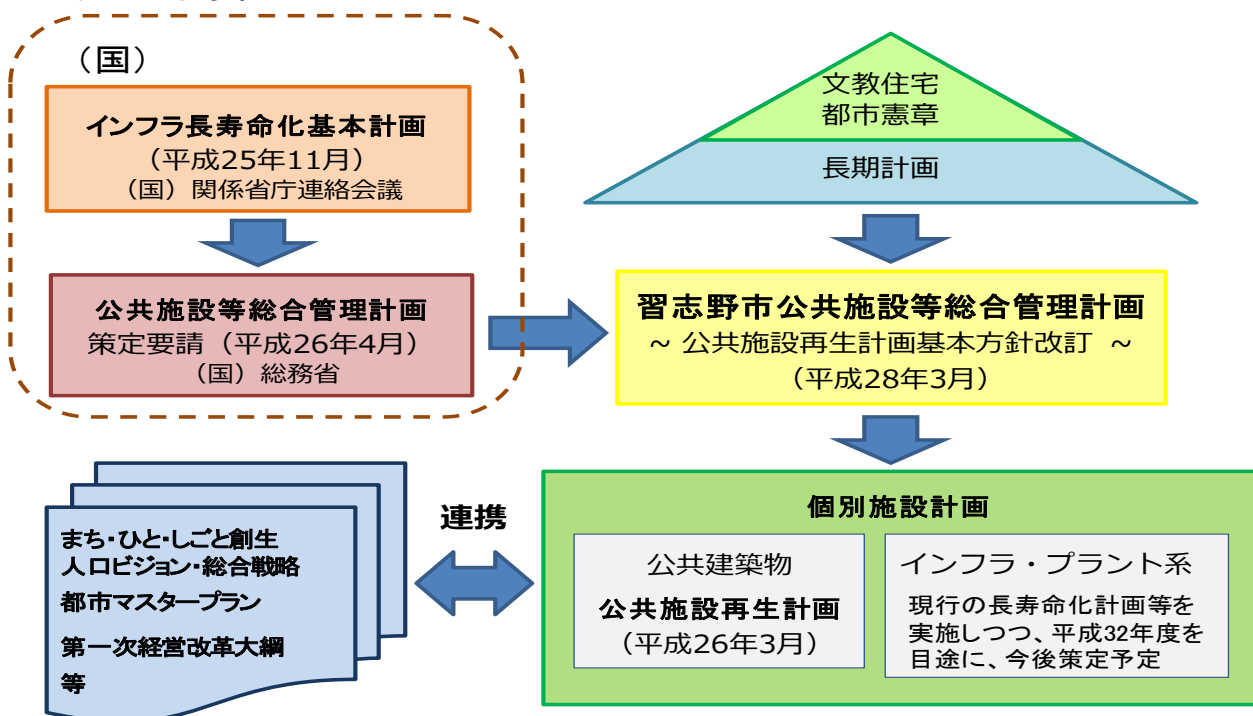 （国）
インフラ長寿命化基本計画
（平成25年11月）
（国）関係省庁連絡会議
公共施設等総合管理計画
策定要請（平成26年4月）
（国）総務省
文教住宅
都市憲章
長期計画
習志野市公共施設等総合管理計画
～ 公共施設再生計画基本方針改訂 ～
（平成28年3月）
まち・ひと・しごと創生
人口ビジョン・総合戦略
都市マスタープラン
第一次経営改革大綱
等
連携
個別施設計画
公共建築物
公共施設再生計画
（平成26年3月）
インフラ・プラント系
現行の長寿命化計画等を
実施しつつ、平成32年度を
目途に、今後策定予定